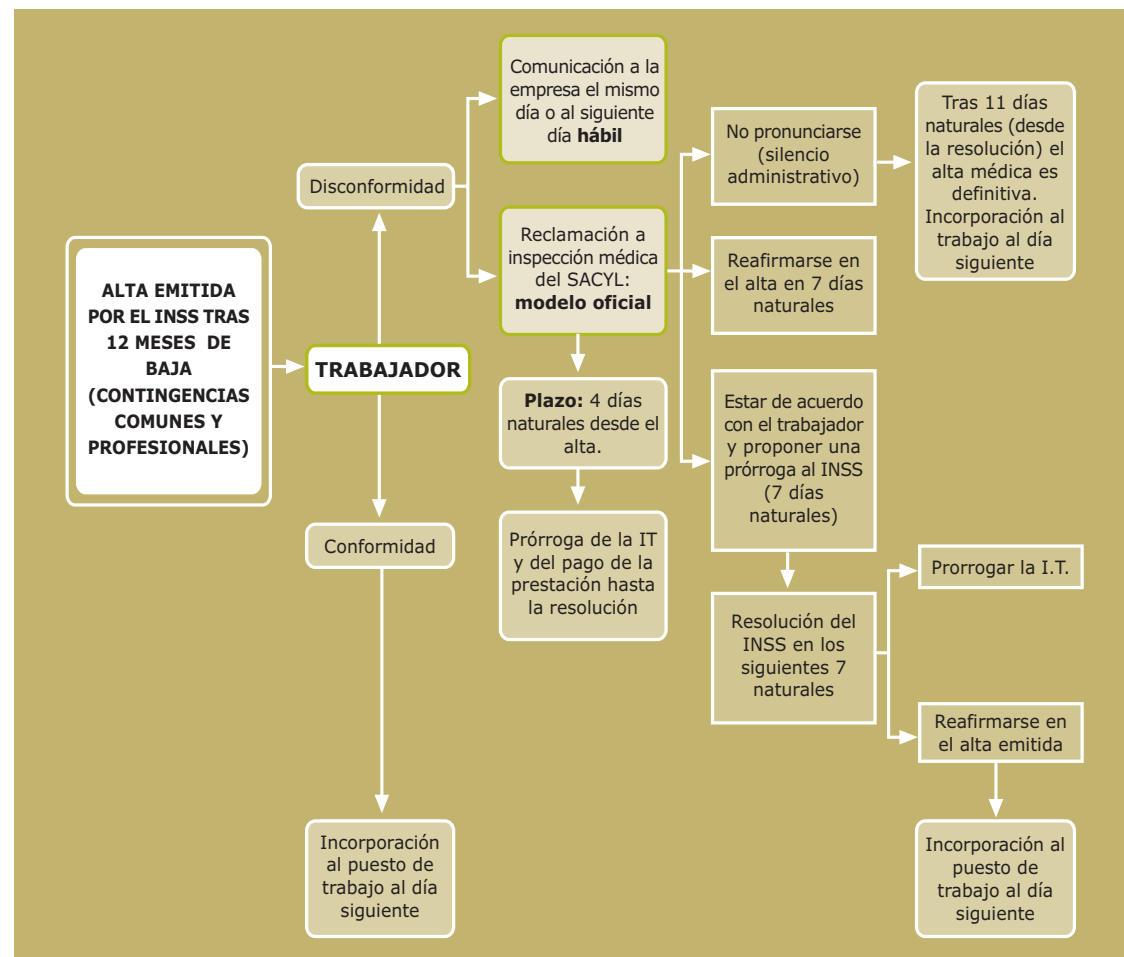 ALTA EMITIDA
POR EL INSS TRAS
12 MESES DE
BAJA
(CONTINGENCIAS
COMUNES Y
PROFESIONALES)
TRABAJADOR
Disconformidad
Comunicación a la
empresa el mismo
día o al siguiente
día hábil
Reclamación a
inspección médica
del SACYL:
modelo oficial
Plazo: 4 días
naturales desde el
alta.
Prórroga de la IT
y del pago de la
prestación hasta
la resolución
No pronunciarse
(silencio
administrativo)
Tras 11 días
naturales (desde
la resolución) el
alta médica es
definitiva.
Incorporación al
trabajo al día
siguiente
Reafirmarse en
el alta en 7 días
naturales
Estar de acuerdo
con el trabajador
y proponer una
prórroga al INSS
(7 días
naturales)
Resolución del
INSS en los
siguientes 7
naturales
Prorrogar la I.T.
Reafirmarse en
el alta emitida
Incorporación al
puesto de
trabajo al día
siguiente
Conformidad
Incorporación
al puesto de
trabajo al día
siguiente